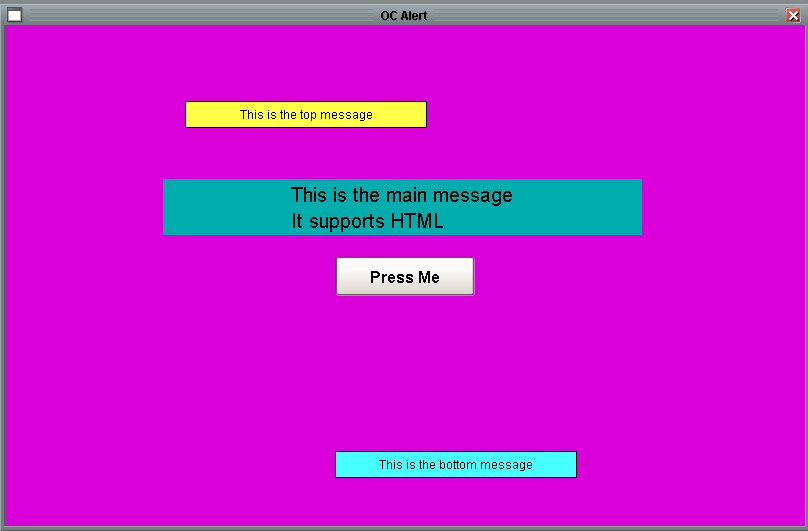 OC Alert
This is the top message
This is the main message
It supports HTML
Press Me
This is the bottom message